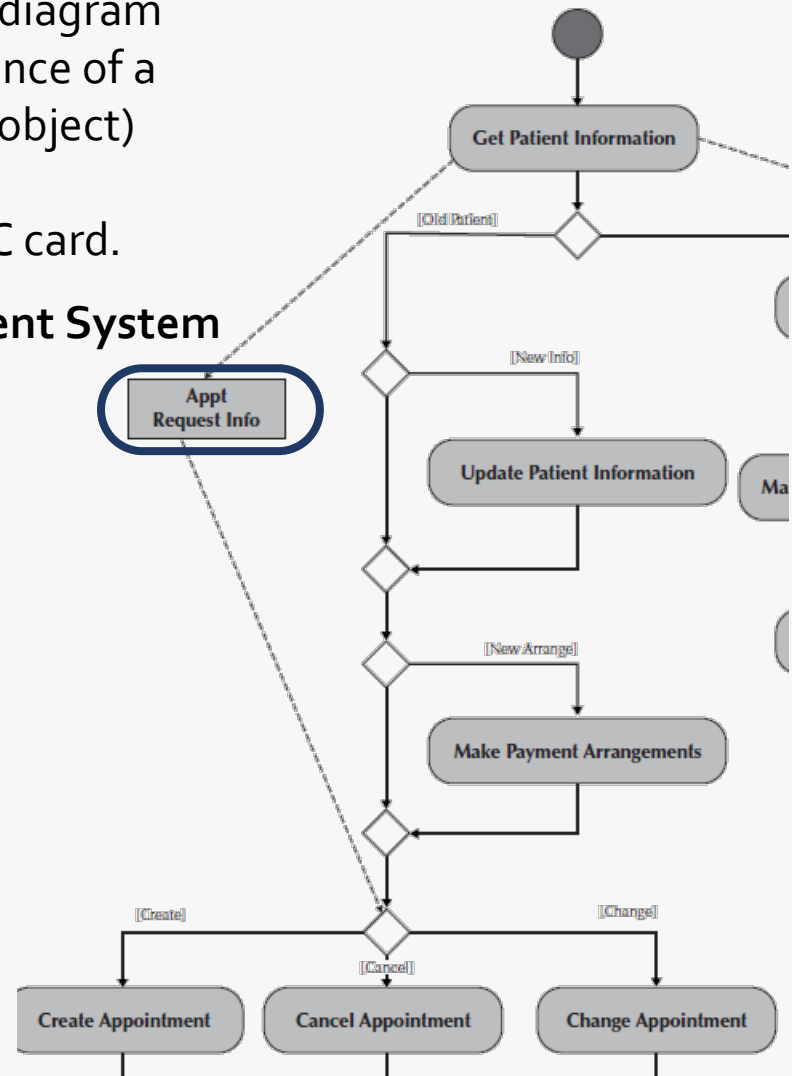 diagram
nce of a
object)
C card.
ent System
Get Patient Information
[Old Patient]
[New Info]
Appt
Request Info
Update Patient Information
Ma
[New Arrange]
Make Payment Arrangements
[Create]
[Change]
[Cancel]
Create Appointment
Cancel Appointment
Change Appointment